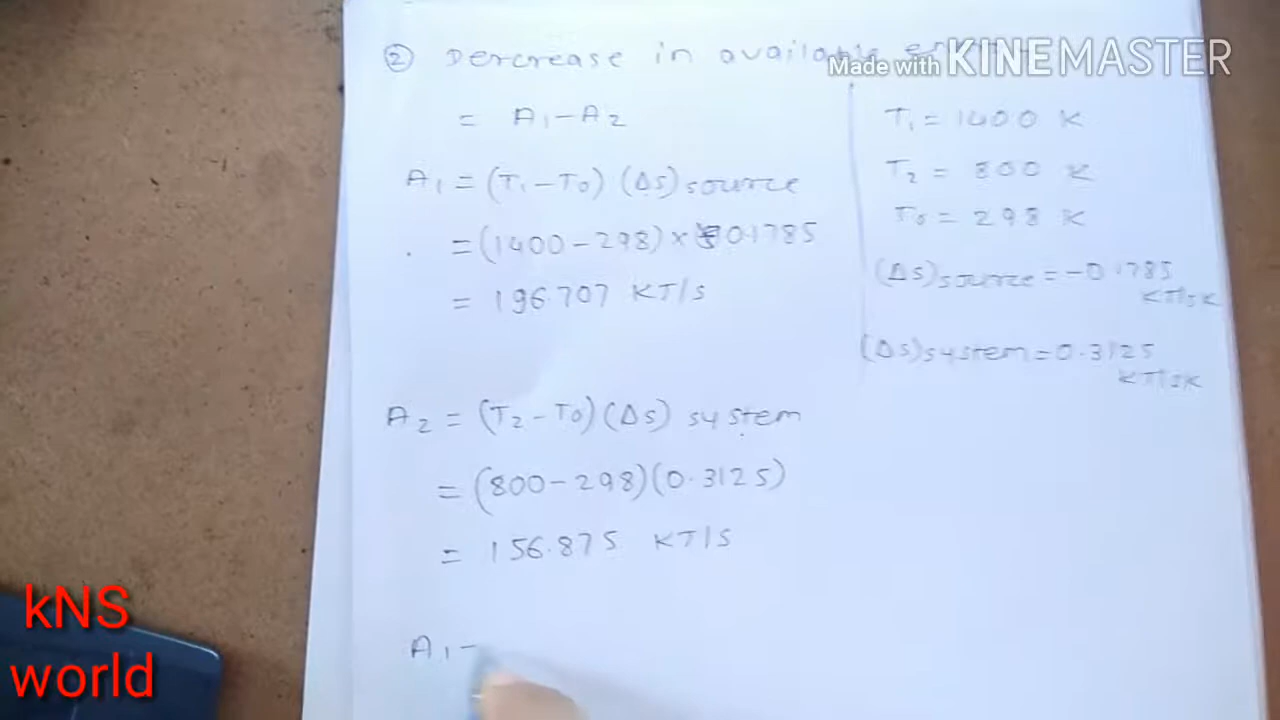 ② Decrease in available
Made with KINEMASTER
= A₁ - A₂
A₁ = (T₁ - T₀) (Δs) source
= (1400 - 298) × 0.1785
= 196.707 KJ/s
T₁ = 1400 K
T₂ = 800 K
T₀ = 298 K
(Δs)source = -0.1785
KJ/sK
(Δs)system = 0.3125
KJ/sK
A₂ = (T₂ - T₀) (Δs) system
= (800 - 298) (0.3125)
= 156.875 KJ/s
A₁ -
kNS
world